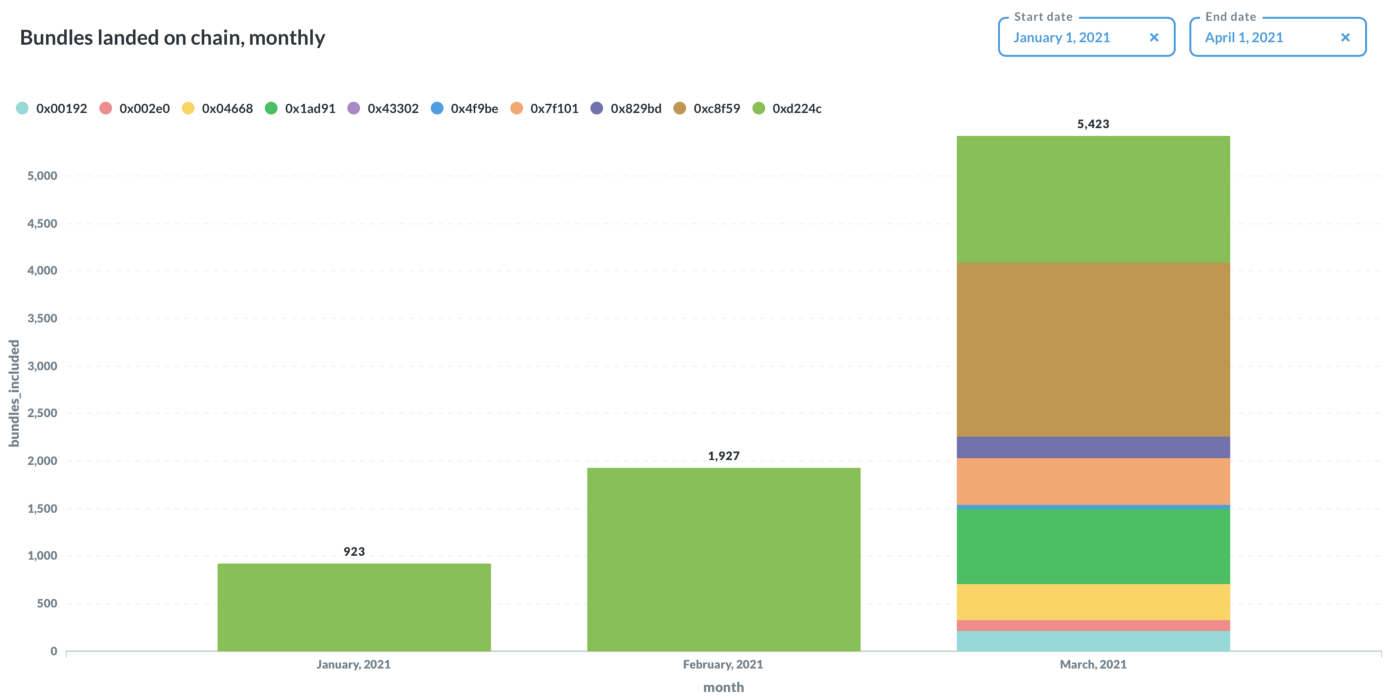 Start date
End date
Bundles landed on chain, monthly
January 1, 2021 ×
April 1, 2021 ×
0x00192 0x002e0 0x04668 0x1ad91 0x43302 0x4f9be 0x7f101 0x829bd 0xc8f59 0xd224c
5,423
5,000
4,500
4,000
3,500
3,000
2,500
2,000
1,500
1,000
500
0
bundles_included
1,927
923
January, 2021
February, 2021
March, 2021
month